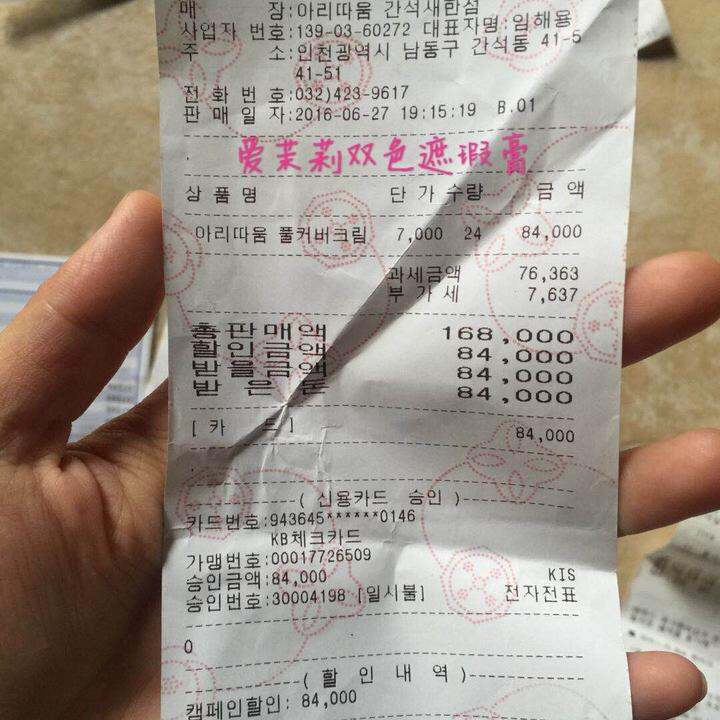 매 장:아리따움 간석새합점
사업자 번호:139-03-60272 대표자명:임해용
주 소:인천광역시 남동구 간석동 41-5
41-51
전 화 번 호:032)423-9617
판 매 일 자:2016-06-27 19:15:19 B.01
爱茉莉双色遮瑕膏
상 품 명 단 가 수량 금 액
아리따움 풀커버크림 7,000 24 84,000
과세금액 76,363
부 가 세 7,637
총 판 매 액 168,000
할 인 금 액 84,000
받 을 금 액 84,000
받 은 돈 84,000
[ 카 드 ] 84,000
( 신용카드 승인 )
카드번호:943645******0146
KB체크카드
가맹번호:00017726509
승인금액:84,000 KIS
승인번호:30004198 [일시불] 전자전표
0
( 할 인 내 역 )
캠페인할인: 84,000